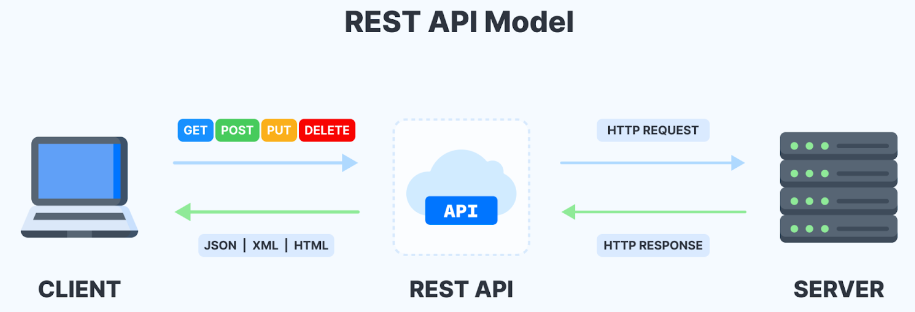 REST API Model
GET POST PUT DELETE
HTTP REQUEST
API
JSON | XML | HTML
HTTP RESPONSE
CLIENT
REST API
SERVER